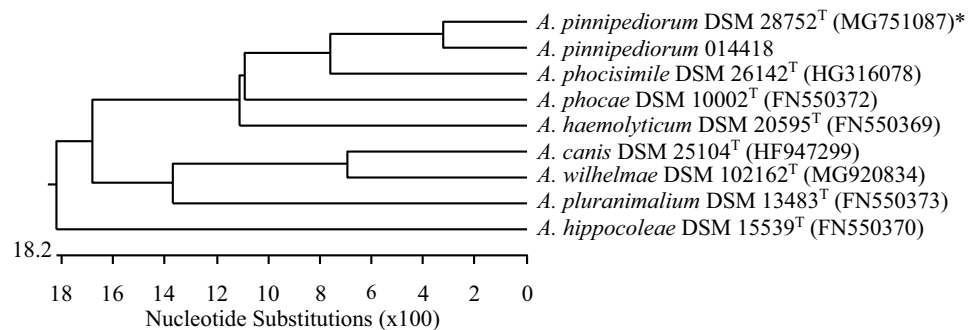 A. pinnipediorum DSM 28752ᵀ (MG751087)*
A. pinnipediorum 014418
A. phocisimile DSM 26142ᵀ (HG316078)
A. phocae DSM 10002ᵀ (FN550372)
A. haemolyticum DSM 20595ᵀ (FN550369)
A. canis DSM 25104ᵀ (HF947299)
A. wilhelmae DSM 102162ᵀ (MG920834)
A. pluranimalium DSM 13483ᵀ (FN550373)
A. hippocoleae DSM 15539ᵀ (FN550370)
18.2
18 16 14 12 10 8 6 4 2 0
Nucleotide Substitutions (x100)